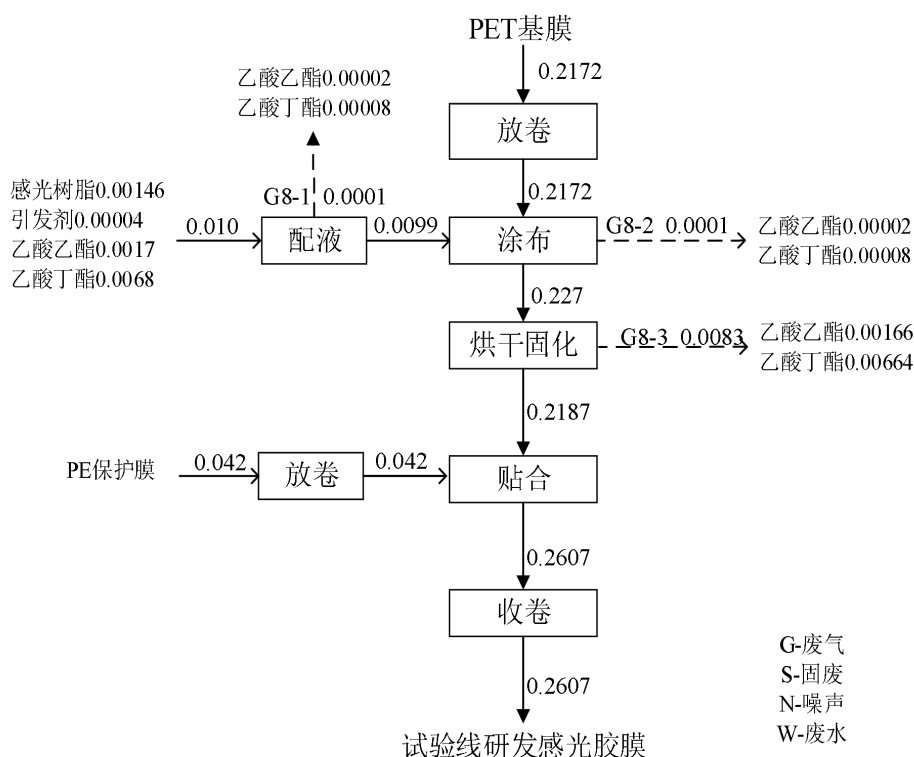 PET基膜
0.2172
乙酸乙酯0.00002
乙酸丁酯0.00008
放卷
感光树脂0.00146
引发剂0.00004
乙酸乙酯0.0017
乙酸丁酯0.0068
0.010
G8-1 0.0001
配液
0.0099
0.2172
涂布
G8-2 0.0001
乙酸乙酯0.00002
乙酸丁酯0.00008
0.227
烘干固化
G8-3 0.0083
乙酸乙酯0.00166
乙酸丁酯0.00664
0.2187
PE保护膜
0.042
放卷
0.042
贴合
0.2607
收卷
0.2607
试验线研发感光胶膜
G-废气
S-固废
N-噪声
W-废水